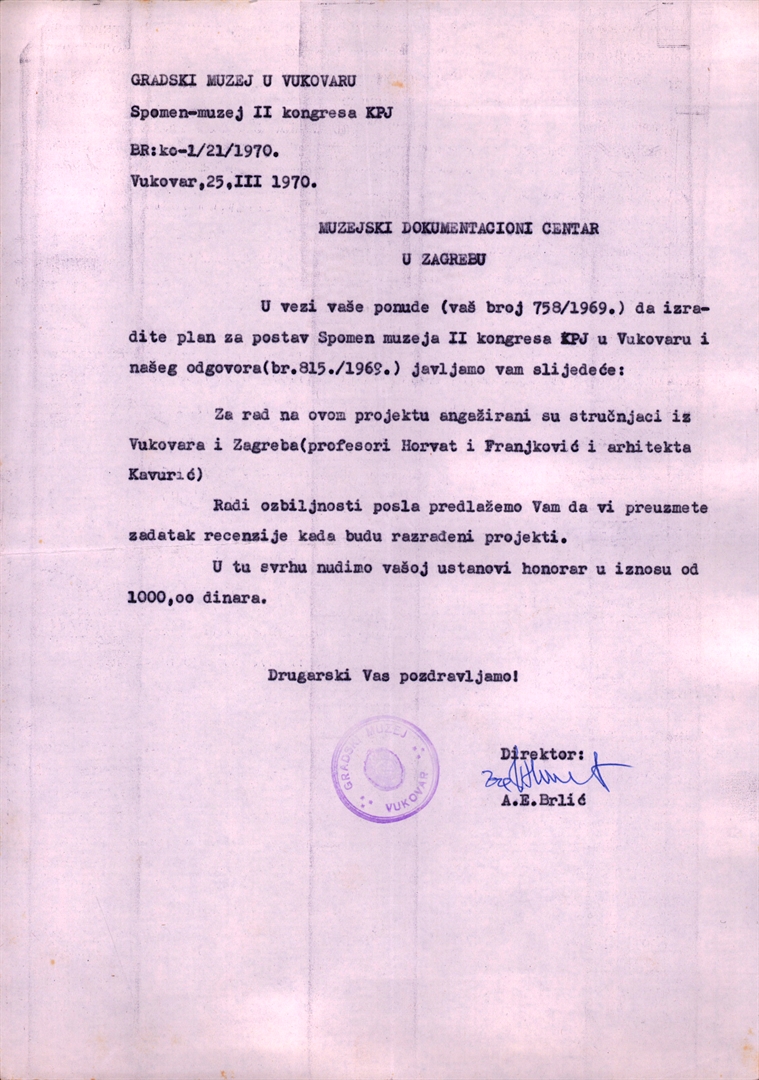 GRADSKI MUZEJ U VUKOVARU
Spomen-muzej II kongresa KPJ
BR:ko-1/21/1970.
Vukovar,25,III 1970.
MUZEJSKI DOKUMENTACIONI CENTAR
U ZAGREBU
U vezi vaše ponude (vaš broj 758/1969.) da izra-
dite plan za postav Spomen muzeja II kongresa KPJ u Vukovaru i
našeg odgovora(br.815./1969.) javljamo vam slijedeće:
Za rad na ovom projektu angažirani su stručnjaci iz
Vukovara i Zagreba(profesori Horvat i Franjković i arhitekta
Kavurić)
Radi ozbiljnosti posla predlažemo Vam da vi preuzmete
zadatak recenzije kada budu razrađeni projekti.
U tu svrhu nudimo vašoj ustanovi honorar u iznosu od
1000,oo dinara.
Drugarski Vas pozdravljamo!
GRADSKI MUZEJ
VUKOVAR
Direktor:
A.E.Brlić